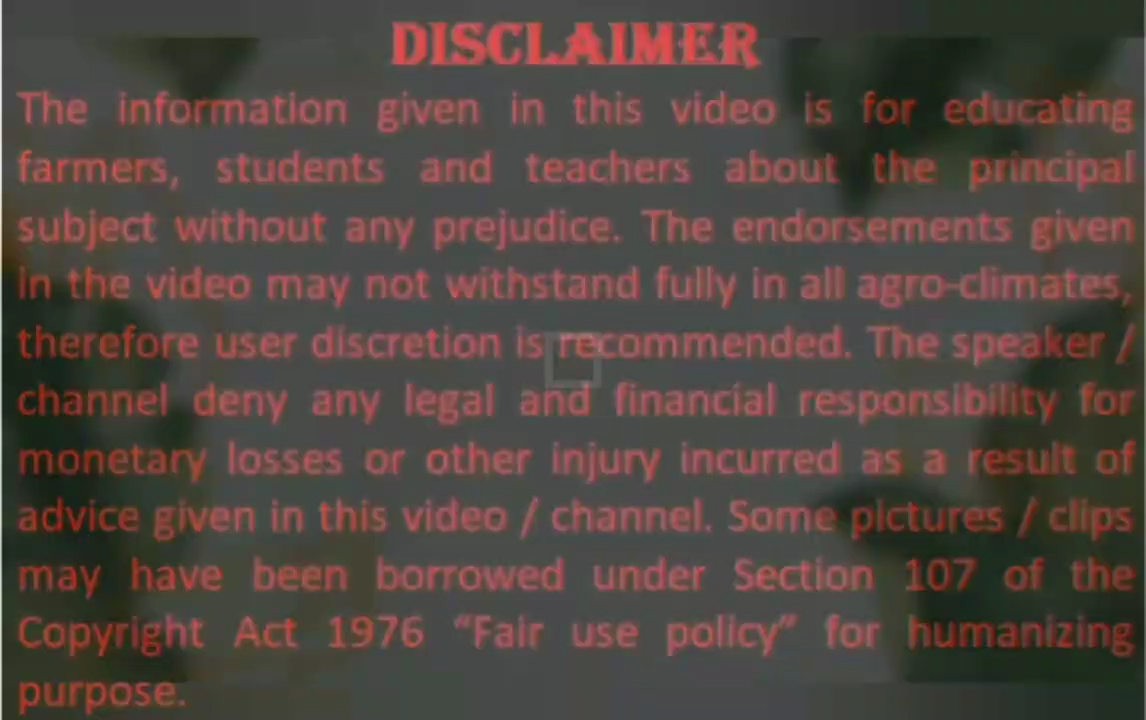 DISCLAIMER
The information given in this video is for educating
farmers, students and teachers about the principal
subject without any prejudice. The endorsements given
in the video may not withstand fully in all agro-climates,
therefore user discretion is recommended. The speaker /
channel deny any legal and financial responsibility for
monetary losses or other injury incurred as a result of
advice given in this video / channel. Some pictures / clips
may have been borrowed under Section 107 of the
Copyright Act 1976 “Fair use policy” for humanizing
purpose.